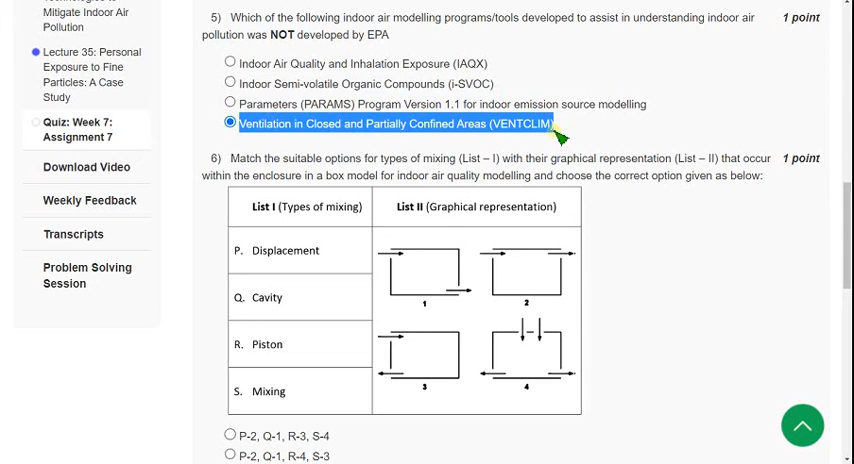 Mitigate Indoor Air
Pollution
Lecture 35: Personal
Exposure to Fine
Particles: A Case
Study
Quiz: Week 7:
Assignment 7
Download Video
Weekly Feedback
Transcripts
Problem Solving
Session
5) Which of the following indoor air modelling programs/tools developed to assist in understanding indoor air 1 point
pollution was NOT developed by EPA
Indoor Air Quality and Inhalation Exposure (IAQX)
Indoor Semi-volatile Organic Compounds (i-SVOC)
Parameters (PARAMS) Program Version 1.1 for indoor emission source modelling
Ventilation in Closed and Partially Confined Areas (VENTCLIM)
6) Match the suitable options for types of mixing (List – I) with their graphical representation (List – II) that occur 1 point
within the enclosure in a box model for indoor air quality modelling and choose the correct option given as below:
List I (Types of mixing) List II (Graphical representation)
P. Displacement
Q. Cavity
R. Piston
S. Mixing
1 2
3 4
P-2, Q-1, R-3, S-4
P-2, Q-1, R-4, S-3